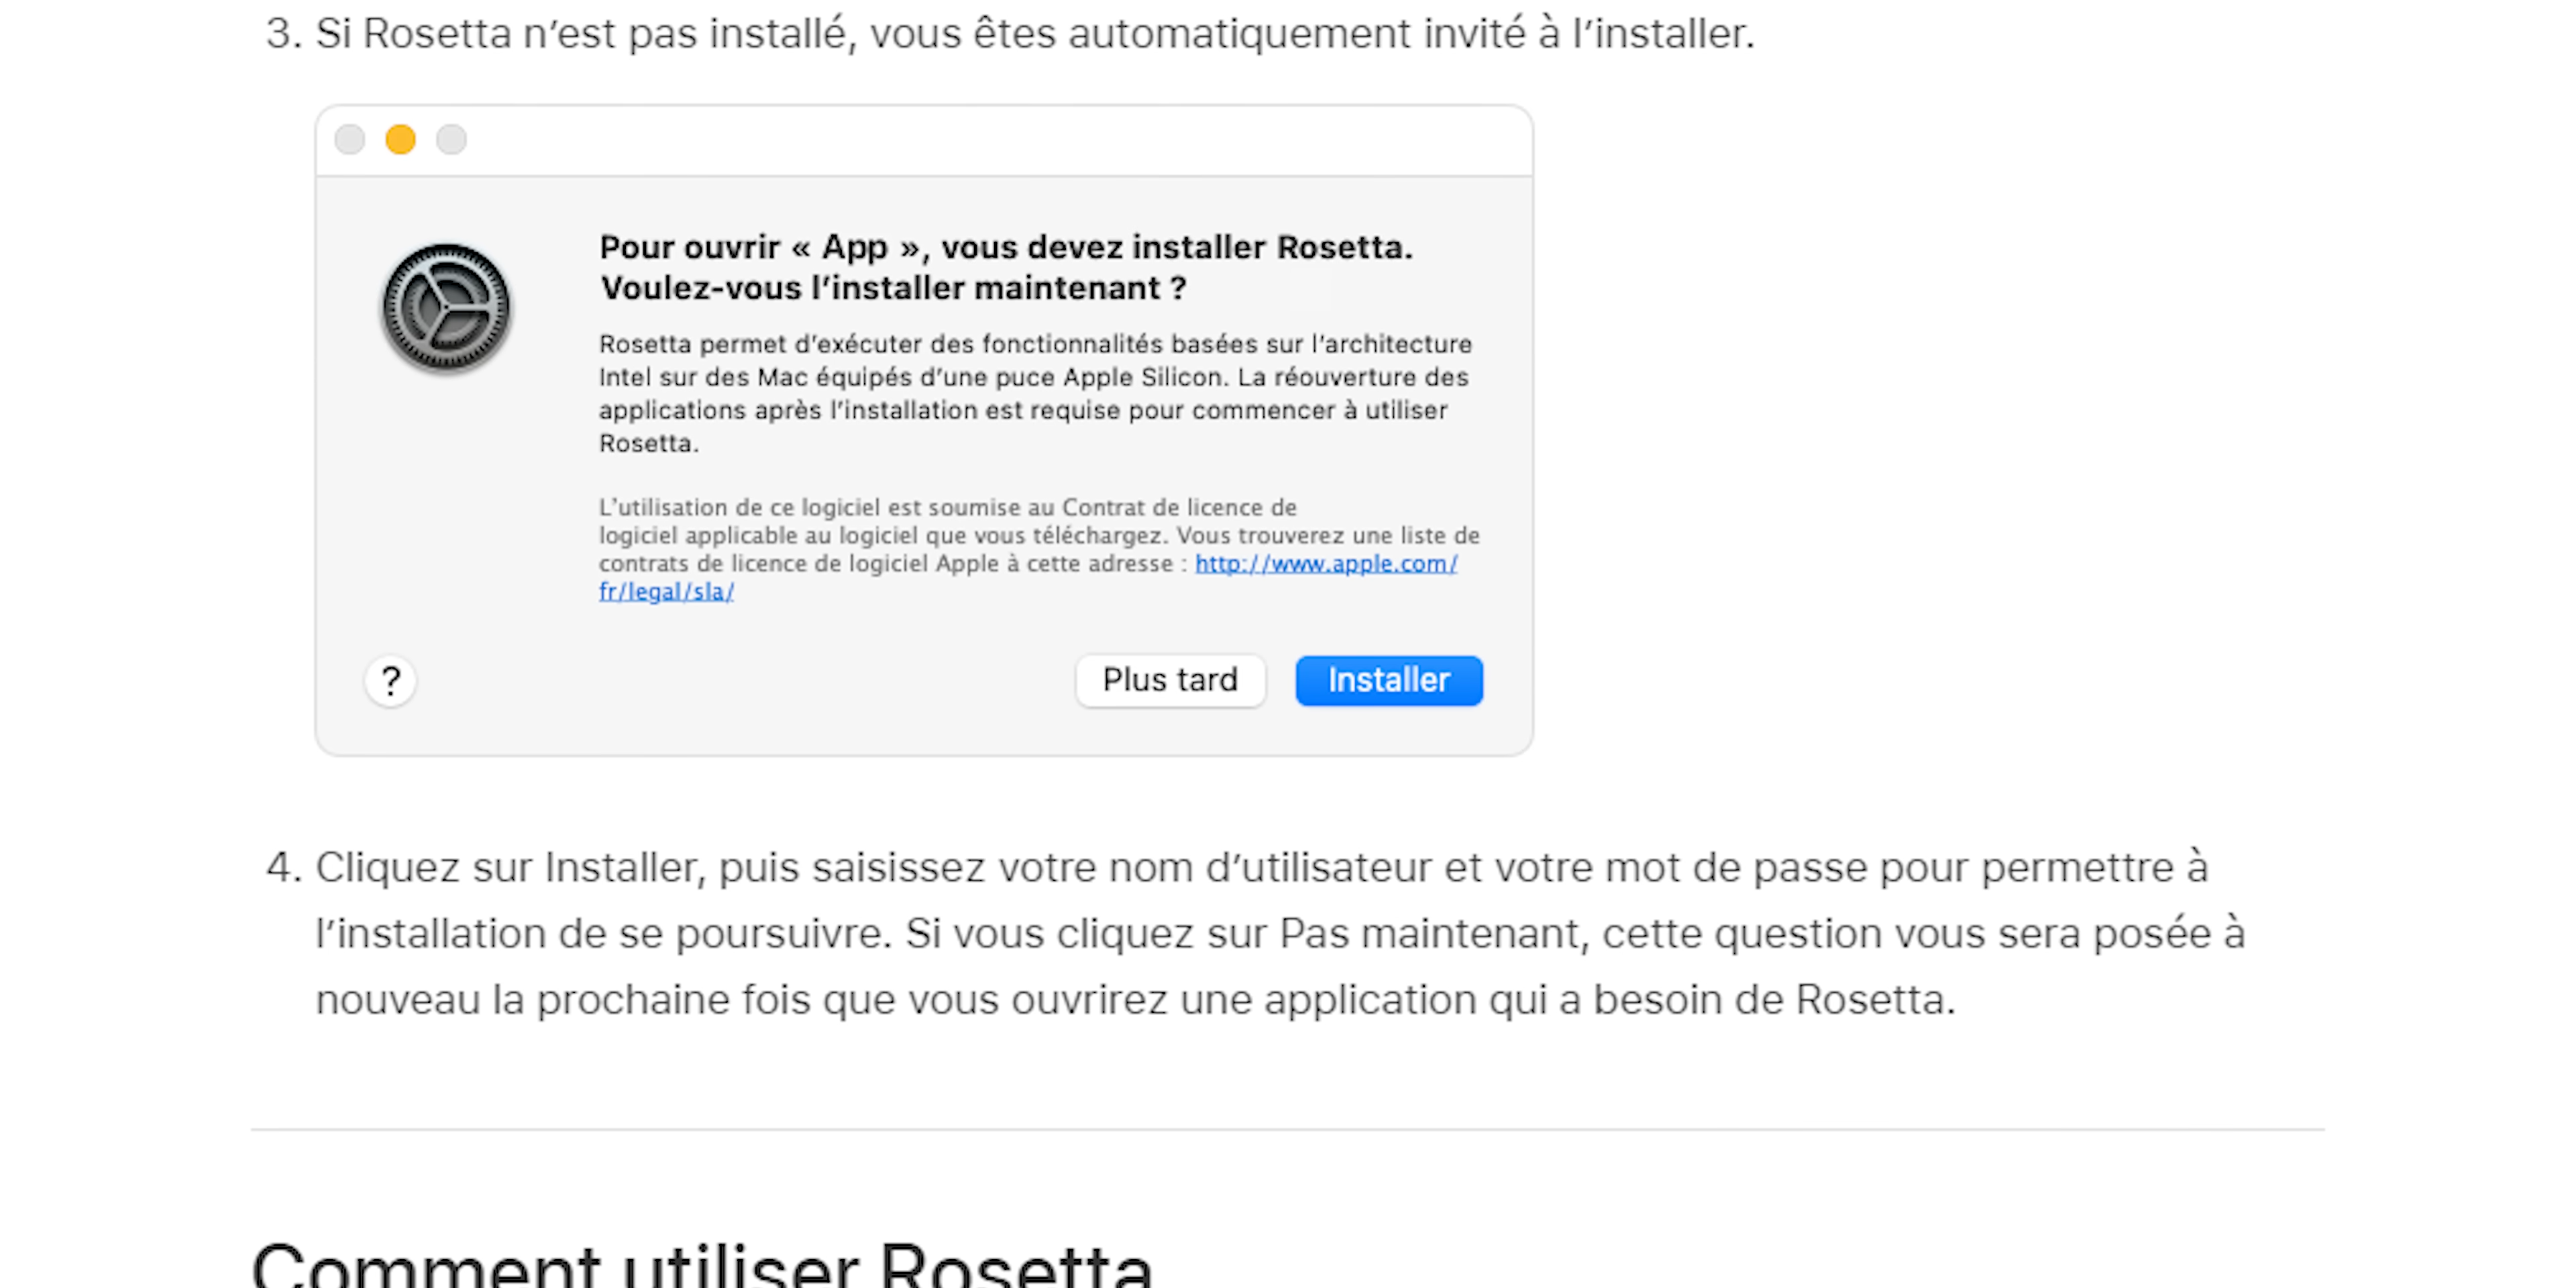 3. Si Rosetta n’est pas installé, vous êtes automatiquement invité à l’installer.
Pour ouvrir « App », vous devez installer Rosetta.
Voulez-vous l’installer maintenant ?
Rosetta permet d’exécuter des fonctionnalités basées sur l’architecture
Intel sur des Mac équipés d’une puce Apple Silicon. La réouverture des
applications après l’installation est requise pour commencer à utiliser
Rosetta.
L’utilisation de ce logiciel est soumise au Contrat de licence de
logiciel applicable au logiciel que vous téléchargez. Vous trouverez une liste de
contrats de licence de logiciel Apple à cette adresse : http://www.apple.com/
fr/legal/sla/
? Plus tard Installer
4. Cliquez sur Installer, puis saisissez votre nom d’utilisateur et votre mot de passe pour permettre à
l’installation de se poursuivre. Si vous cliquez sur Pas maintenant, cette question vous sera posée à
nouveau la prochaine fois que vous ouvrirez une application qui a besoin de Rosetta.
Comment utiliser Rosetta